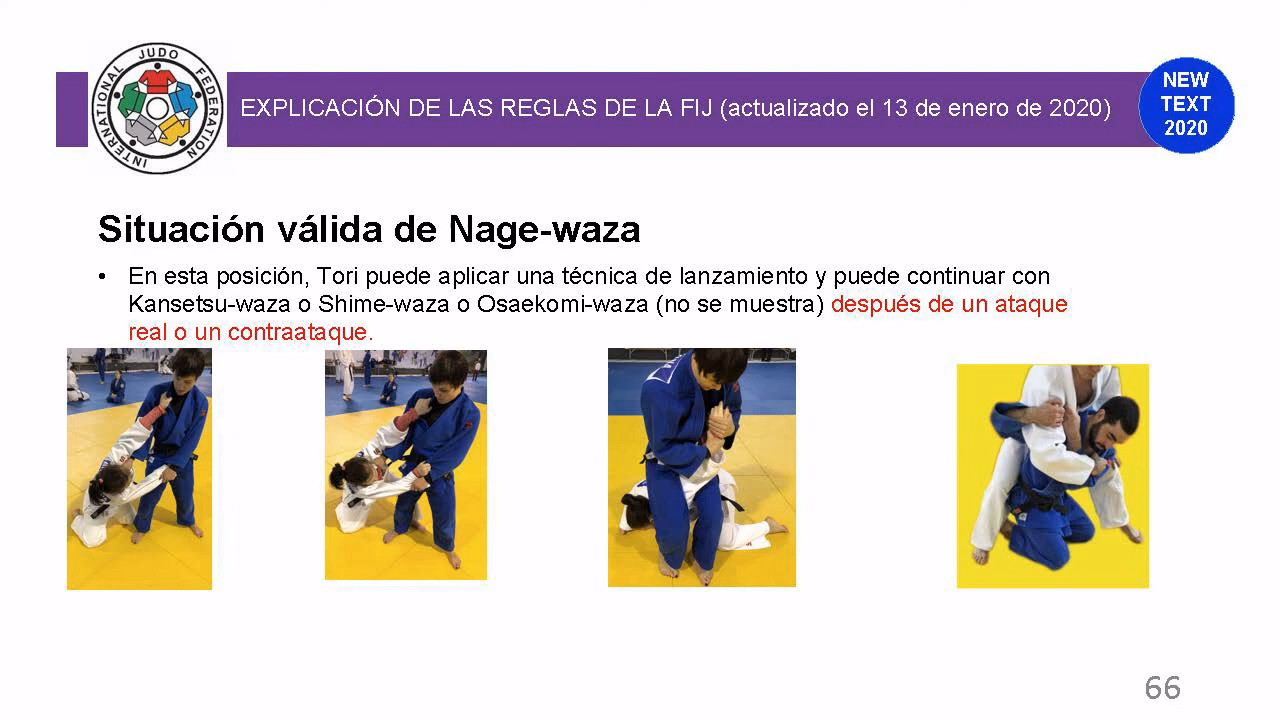 INTERNATIONAL JUDO FEDERATION
EXPLICACIÓN DE LAS REGLAS DE LA FIJ (actualizado el 13 de enero de 2020)
NEW
TEXT
2020
Situación válida de Nage-waza
• En esta posición, Tori puede aplicar una técnica de lanzamiento y puede continuar con
Kansetsu-waza o Shime-waza o Osaekomi-waza (no se muestra) después de un ataque
real o un contraataque.
66